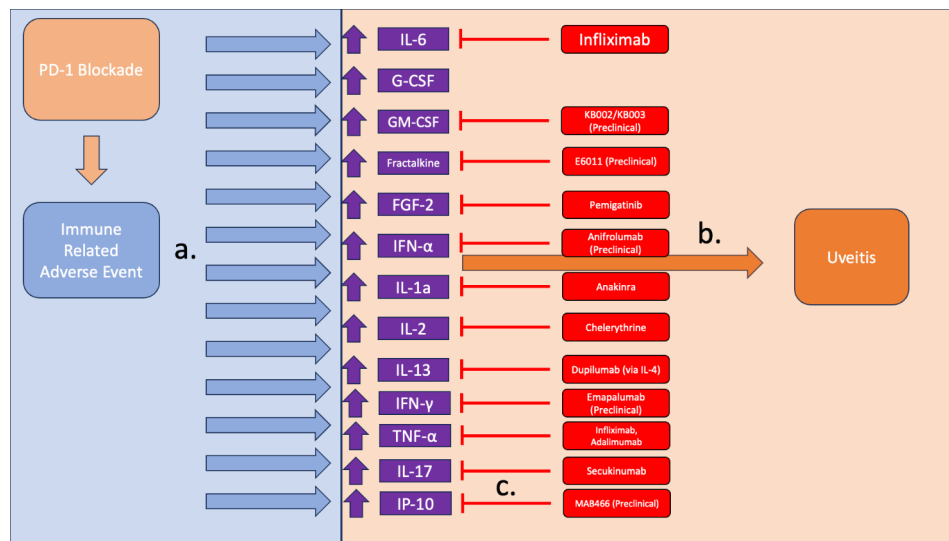 PD-1 Blockade
Immune
Related
Adverse Event
a.
IL-6
Infliximab
G-CSF
GM-CSF
KB002/KB003
(Preclinical)
Fractalkine
E6011 (Preclinical)
FGF-2
Pemigatinib
IFN-α
Anifrolumab
(Preclinical)
b.
Uveitis
IL-1a
Anakinra
IL-2
Chelerythrine
IL-13
Dupilumab (via IL-4)
IFN-γ
Emapalumab
(Preclinical)
TNF-α
Infliximab,
Adalimumab
IL-17
Secukinumab
c.
IP-10
MAB466 (Preclinical)